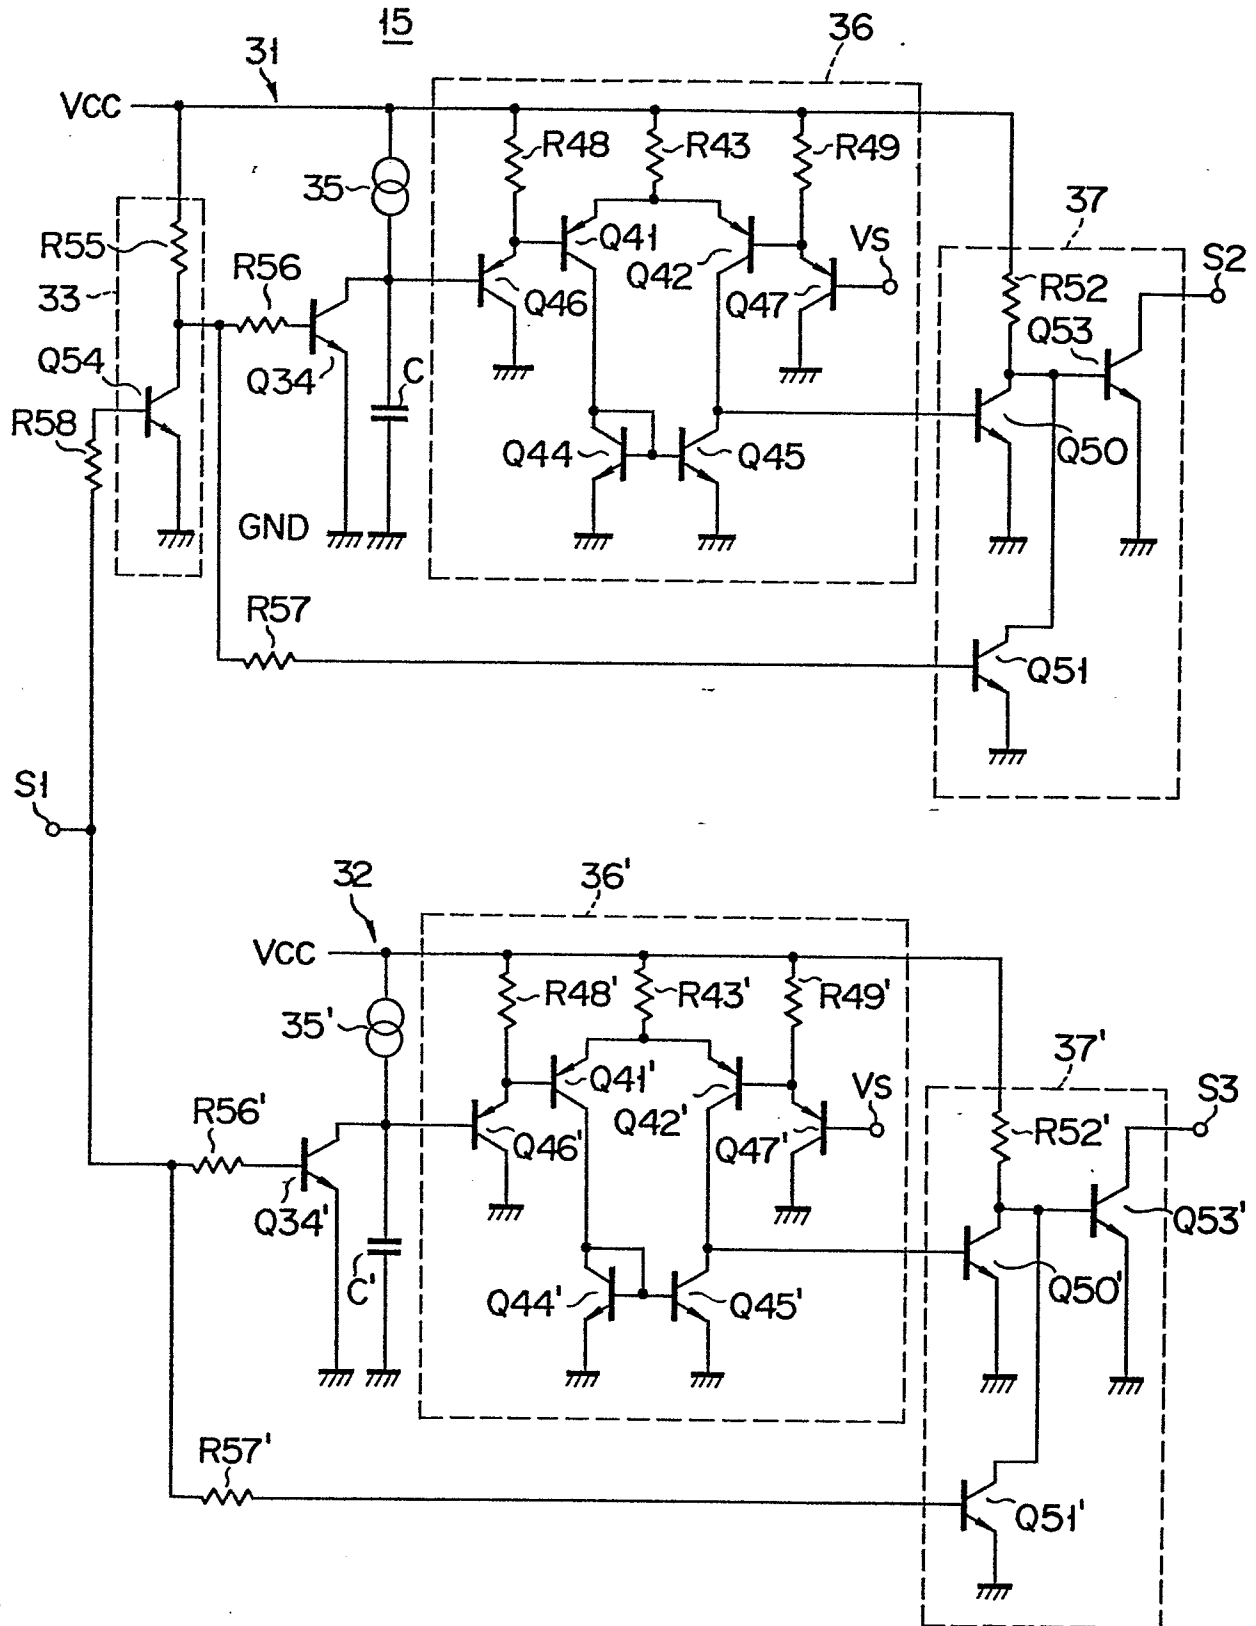 15
31
36
VCC
R48
R43
R49
35
37
R55
R56
Q41
Q42
VS
S2
33
Q46
Q47
R52
Q53
Q54
Q34
C
R58
Q44
Q45
Q50
GND
R57
Q51
S1
32
36'
VCC
R48'
R43'
R49'
35'
37'
Q41'
VS
S3
R56'
Q46'
Q42'
Q47'
R52'
Q34'
Q53'
C'
Q44'
Q45'
Q50'
R57'
Q51'